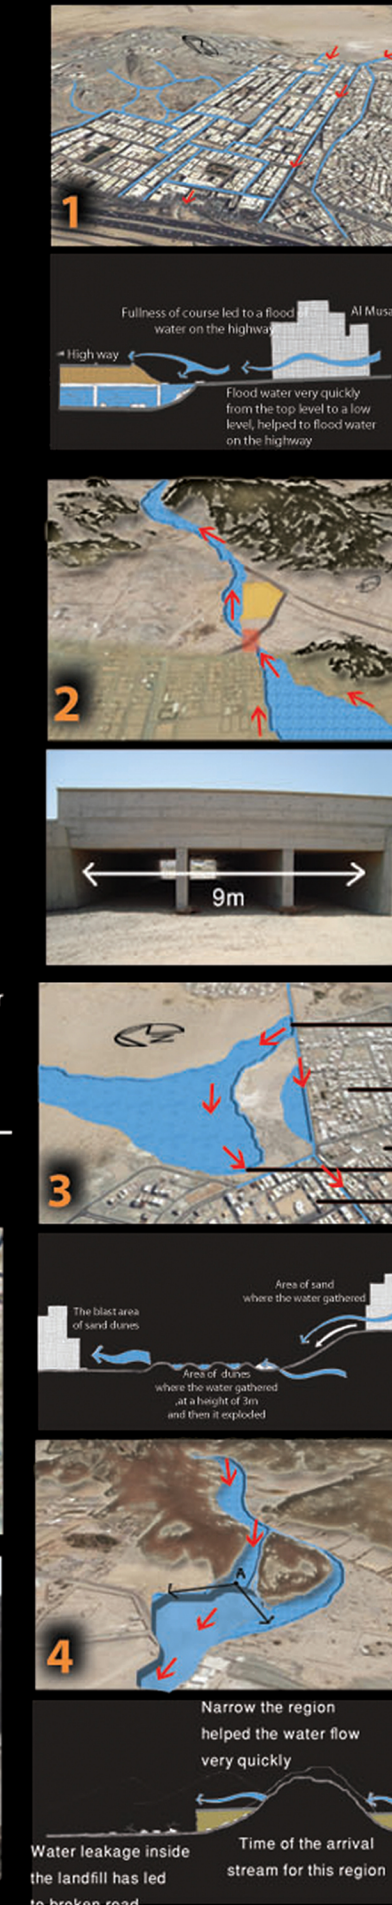 1
Fullness of course led to a flood of
water on the highway
Al Musa
High way
Flood water very quickly
from the top level to a low
level, helped to flood water
on the highway
2
9m
3
Area of sand
where the water gathered
The blast area
of sand dunes
Area of dunes
where the water gathered
,at a height of 3m
and then it exploded
A
4
Narrow the region
helped the water flow
very quickly
Water leakage inside
the landfill has led
to broken road
Time of the arrival
stream for this region